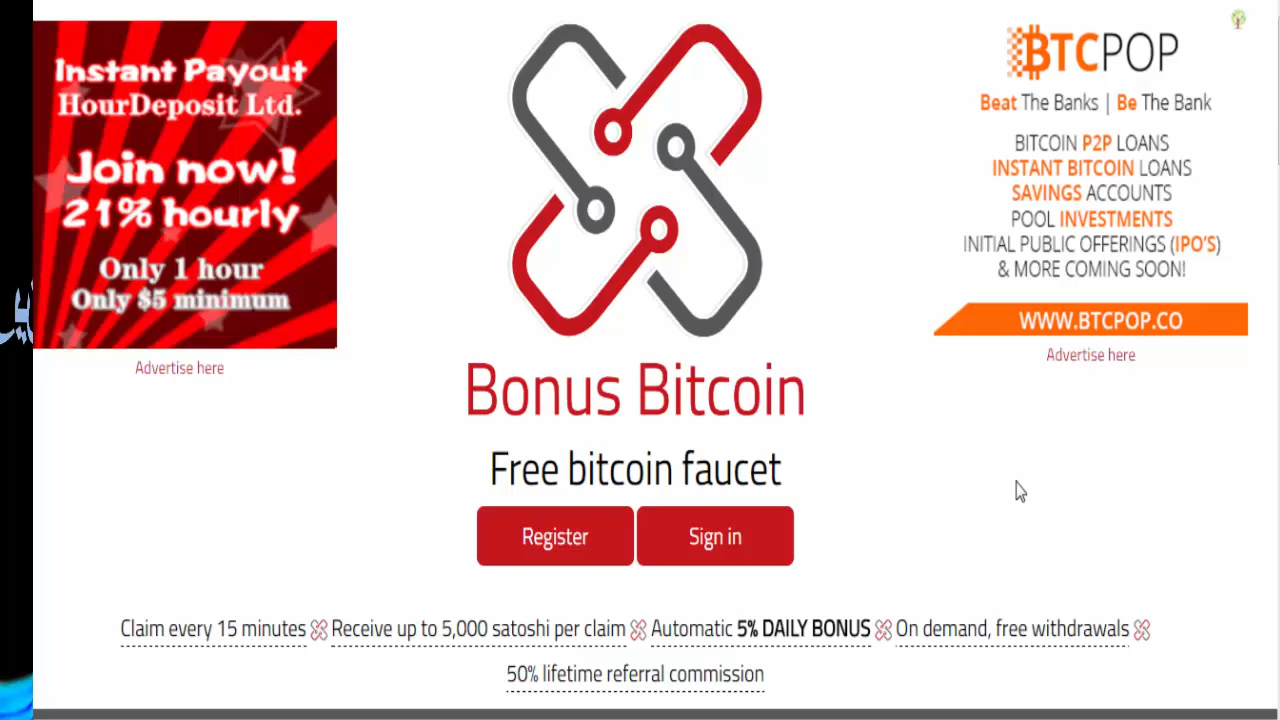 Instant Payout
HourDeposit Ltd.
Join now!
21% hourly
Only 1 hour
Only $5 minimum
Advertise here
Bonus Bitcoin
Free bitcoin faucet
Register
Sign in
BTCPOP
Beat The Banks | Be The Bank
BITCOIN P2P LOANS
INSTANT BITCOIN LOANS
SAVINGS ACCOUNTS
POOL INVESTMENTS
INITIAL PUBLIC OFFERINGS (IPO'S)
& MORE COMING SOON!
WWW.BTCPOP.CO
Advertise here
Claim every 15 minutes Receive up to 5,000 satoshi per claim Automatic 5% DAILY BONUS On demand, free withdrawals
50% lifetime referral commission